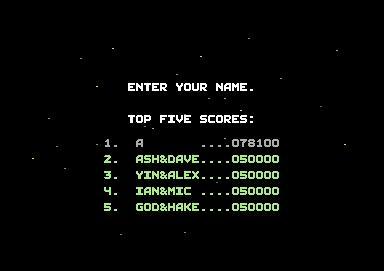 ENTER YOUR NAME.
TOP FIVE SCORES:
1. A ....078100
2. ASH&DAVE....050000
3. YIN&ALEX....050000
4. IAN&MIC ....050000
5. GOD&HAKE....050000